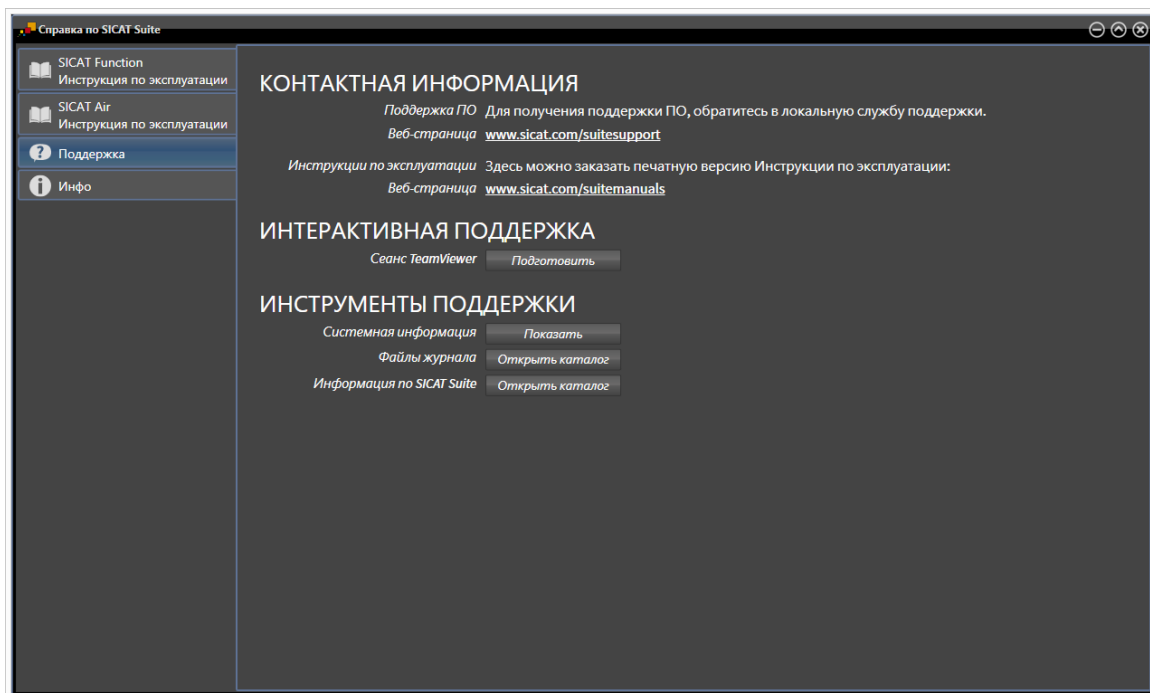 Справка по SICAT Suite
SICAT Function
Инструкция по эксплуатации
SICAT Air
Инструкция по эксплуатации
Поддержка
Инфо
КОНТАКТНАЯ ИНФОРМАЦИЯ
Поддержка ПО Для получения поддержки ПО, обратитесь в локальную службу поддержки.
Веб-страница www.sicat.com/suitesupport
Инструкции по эксплуатации Здесь можно заказать печатную версию Инструкции по эксплуатации:
Веб-страница www.sicat.com/suitemanuals
ИНТЕРАКТИВНАЯ ПОДДЕРЖКА
Сеанс TeamViewer Подготовить
ИНСТРУМЕНТЫ ПОДДЕРЖКИ
Системная информация Показать
Файлы журнала Открыть каталог
Информация по SICAT Suite Открыть каталог